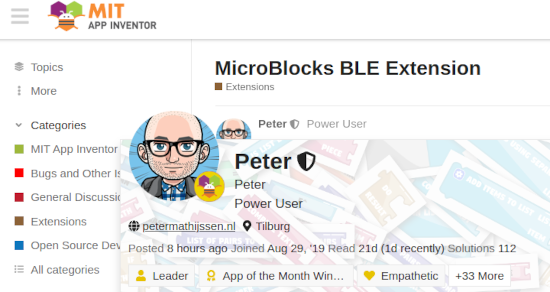 MIT
APP INVENTOR
Topics
More
Categories
MIT App Inventor
Bugs and Other Is
General Discussic
Extensions
Open Source Dev
All categories
MicroBlocks BLE Extension
Extensions
Peter Power User
Peter
Peter
Power User
petermathijssen.nl Tilburg
Posted 8 hours ago Joined Aug 29, '19 Read 21d (1d recently) Solutions 112
Leader App of the Month Win… Empathetic +33 More